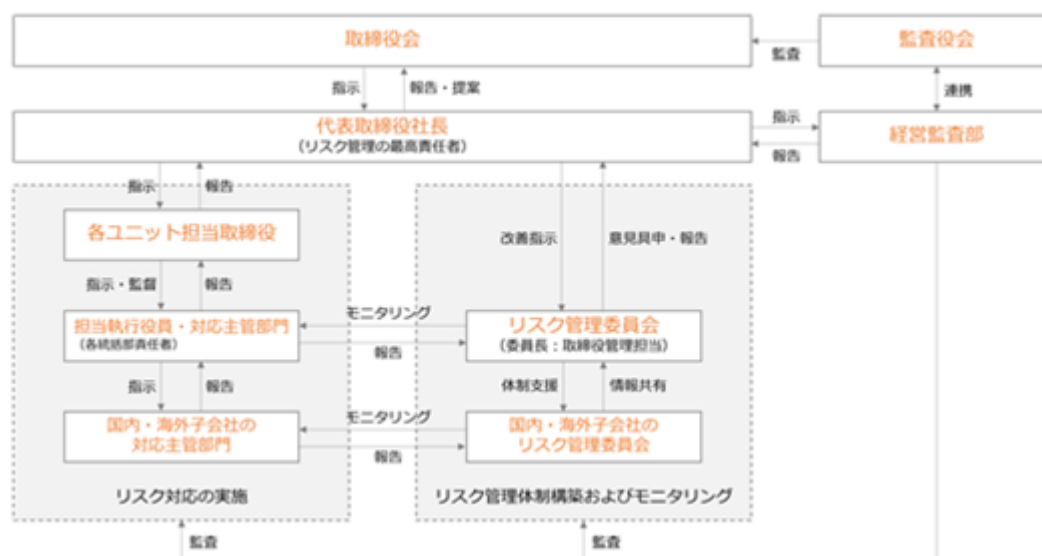 取締役会
監査役会
監査
指示
報告・提案
連携
代表取締役社長
(リスク管理の最高責任者)
指示
報告
経営監査部
指示
報告
各ユニット担当取締役
改善指示
意見具申・報告
指示・監督
報告
担当執行役員・対応主管部門
(各統括部責任者)
モニタリング
報告
リスク管理委員会
(委員長:取締役管理担当)
指示
報告
体制支援
情報共有
国内・海外子会社の
対応主管部門
モニタリング
報告
国内・海外子会社の
リスク管理委員会
リスク対応の実施
リスク管理体制構築およびモニタリング
監査
監査